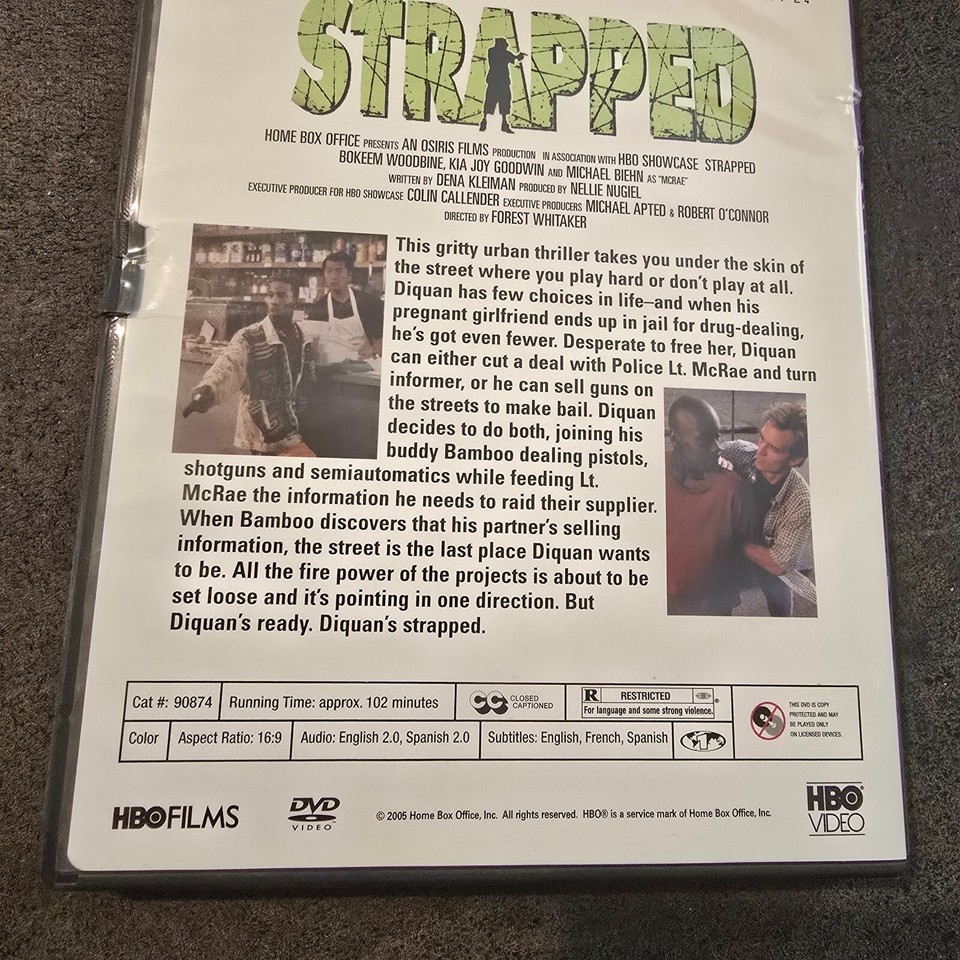 STRAPPED
HOME BOX OFFICE PRESENTS AN OSIRIS FILMS PRODUCTION IN ASSOCIATION WITH HBO SHOWCASE STRAPPED
BOKEEM WOODBINE, KIA JOY GOODWIN AND MICHAEL BIEHN AS "MCRAE"
WRITTEN BY DENA KLEIMAN PRODUCED BY NELLIE NUGIEL
EXECUTIVE PRODUCER FOR HBO SHOWCASE COLIN CALLENDER EXECUTIVE PRODUCERS MICHAEL APTED & ROBERT O'CONNOR
DIRECTED BY FOREST WHITAKER
This gritty urban thriller takes you under the skin of
the street where you play hard or don't play at all.
Diquan has few choices in life–and when his
pregnant girlfriend ends up in jail for drug-dealing,
he's got even fewer. Desperate to free her, Diquan
can either cut a deal with Police Lt. McRae and turn
informer, or he can sell guns on
the streets to make bail. Diquan
decides to do both, joining his
buddy Bamboo dealing pistols,
shotguns and semiautomatics while feeding Lt.
McRae the information he needs to raid their supplier.
When Bamboo discovers that his partner's selling
information, the street is the last place Diquan wants
to be. All the fire power of the projects is about to be
set loose and it's pointing in one direction. But
Diquan's ready. Diquan's strapped.
Cat #: 90874 Running Time: approx. 102 minutes CC CLOSED CAPTIONED R RESTRICTED ®
For language and some strong violence.
THIS DVD IS COPY
PROTECTED AND MAY
BE PLAYED ONLY
ON LICENSED DEVICES.
Color Aspect Ratio: 16:9 Audio: English 2.0, Spanish 2.0 Subtitles: English, French, Spanish 1
HBO FILMS DVD VIDEO © 2005 Home Box Office, Inc. All rights reserved. HBO® is a service mark of Home Box Office, Inc. HBO® VIDEO